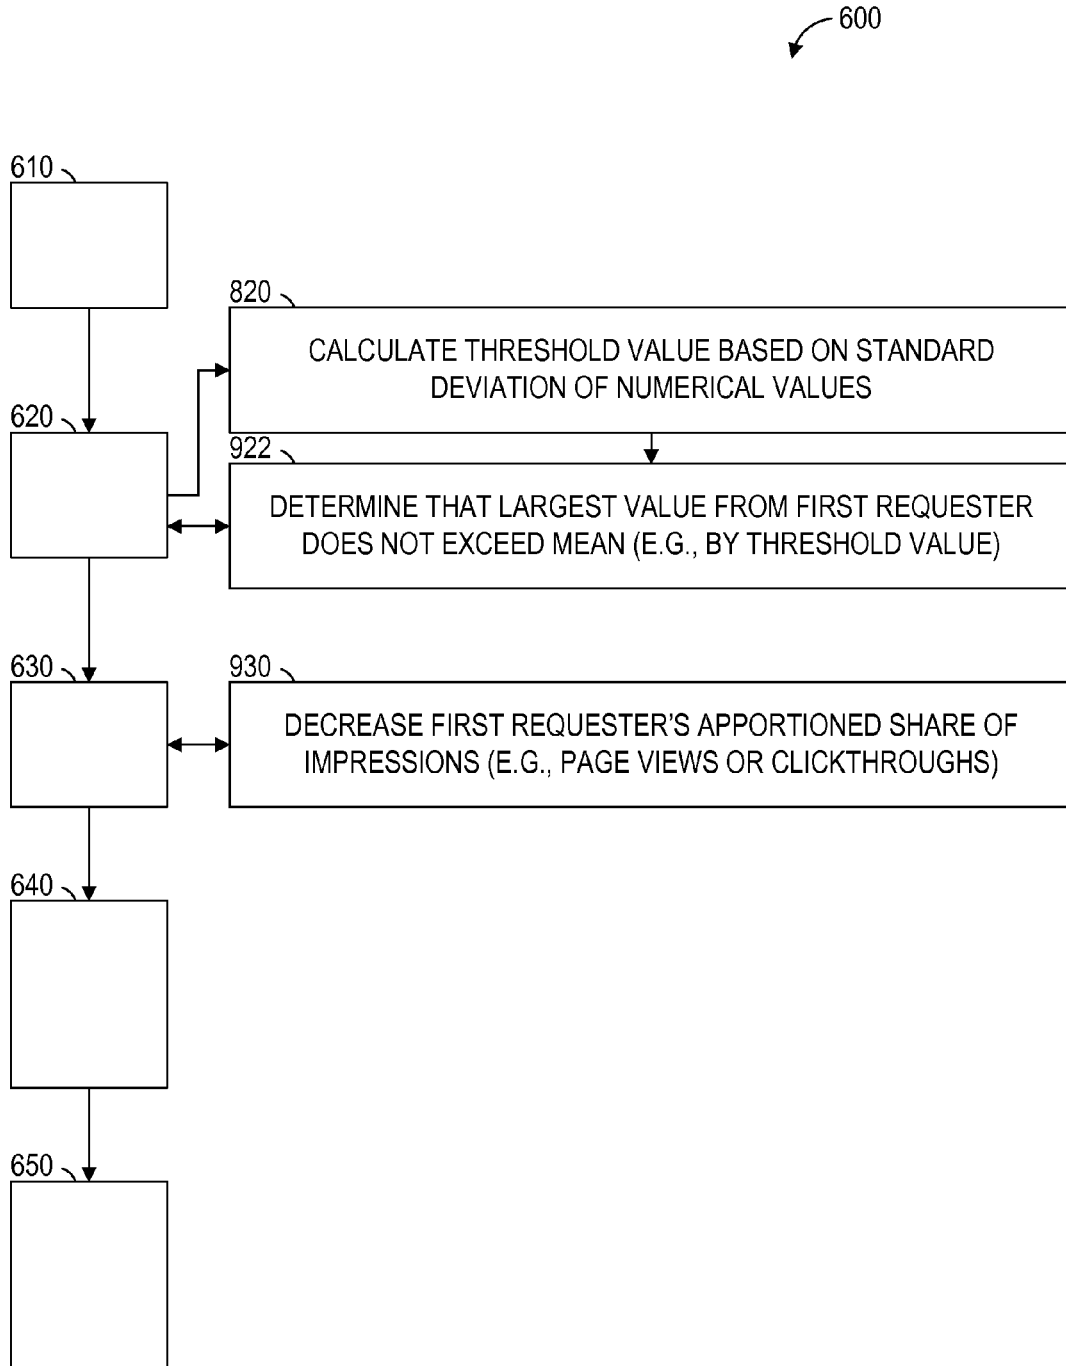 600
610
820
CALCULATE THRESHOLD VALUE BASED ON STANDARD
DEVIATION OF NUMERICAL VALUES
620
922
DETERMINE THAT LARGEST VALUE FROM FIRST REQUESTER
DOES NOT EXCEED MEAN (E.G., BY THRESHOLD VALUE)
630
930
DECREASE FIRST REQUESTER'S APPORTIONED SHARE OF
IMPRESSIONS (E.G., PAGE VIEWS OR CLICKTHROUGHS)
640
650